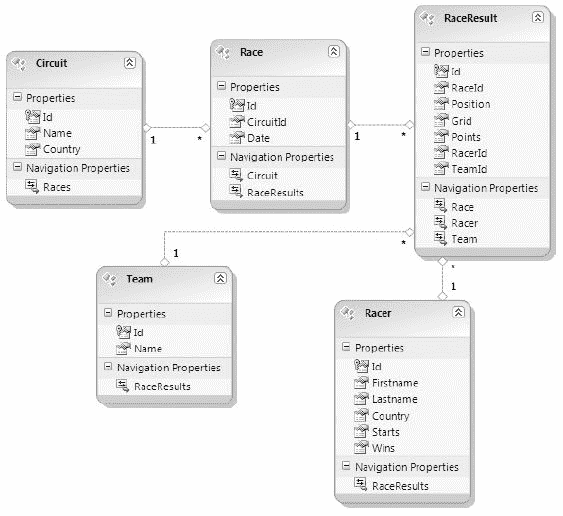 Circuit
Properties
Id
Name
Country
Navigation Properties
Races
1
*
Race
Properties
Id
CircuitId
Date
Navigation Properties
Circuit
RaceResults
1
*
RaceResult
Properties
Id
RaceId
Position
Grid
Points
RacerId
TeamId
Navigation Properties
Race
Racer
Team
1
*
*
1
Team
Properties
Id
Name
Navigation Properties
RaceResults
Racer
Properties
Id
Firstname
Lastname
Country
Starts
Wins
Navigation Properties
RaceResults